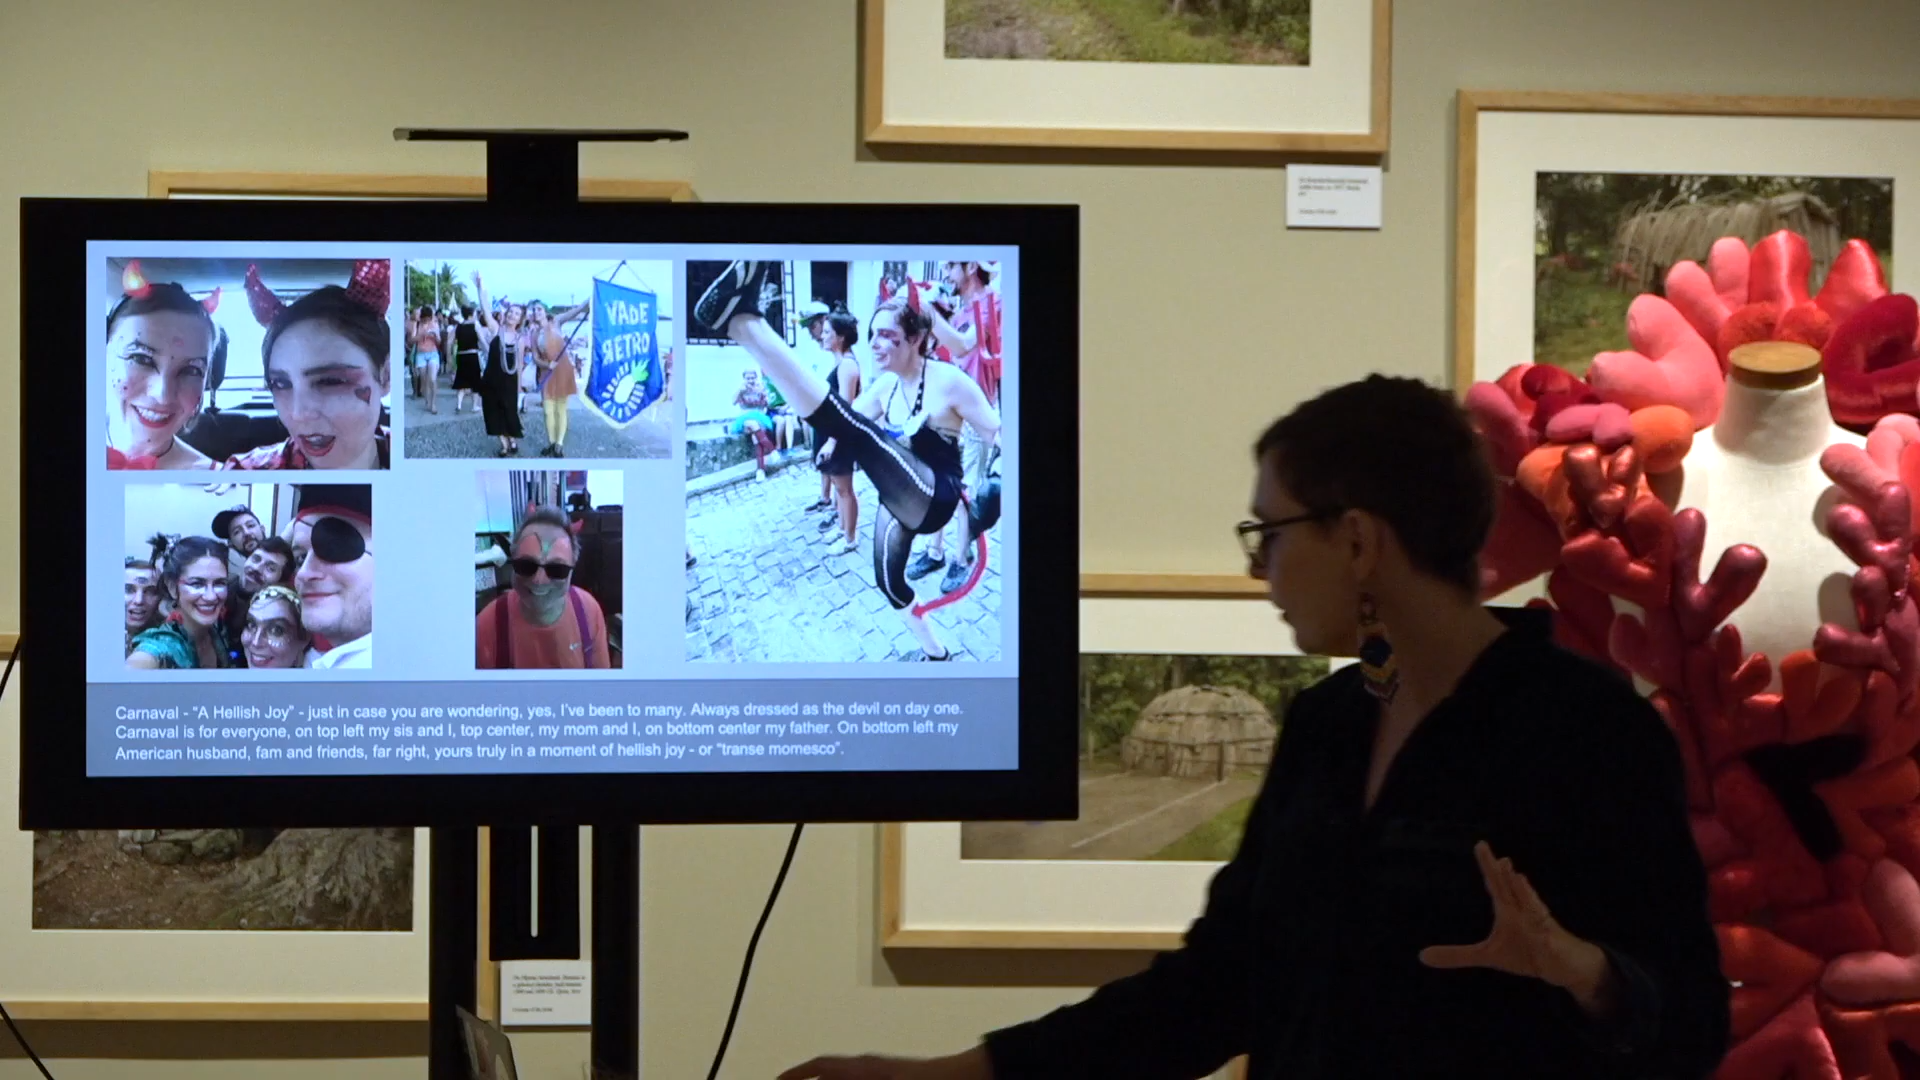 VADE
RETRO
Carnaval - “A Hellish Joy” - just in case you are wondering, yes, I’ve been to many. Always dressed as the devil on day one.
Carnaval is for everyone, on top left my sis and I, top center, my mom and I, on bottom center my father. On bottom left my
American husband, fam and friends, far right, yours truly in a moment of hellish joy - or “transe momesco”.